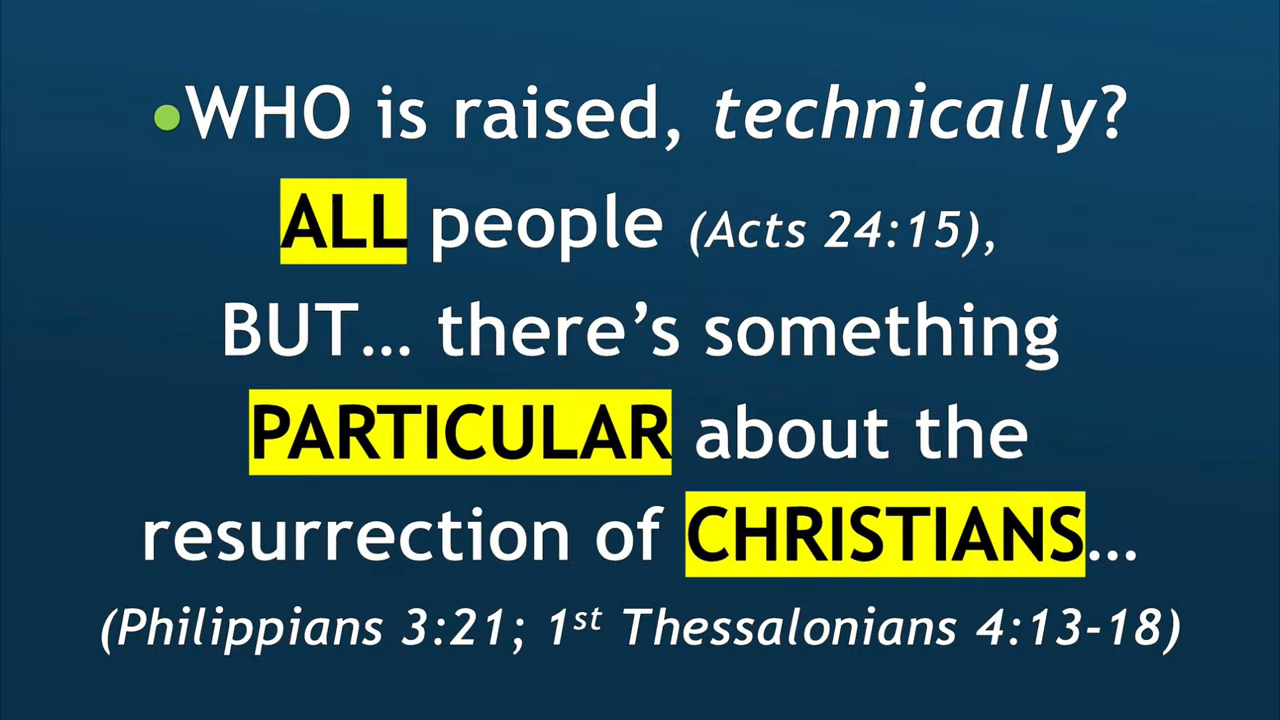 •WHO is raised, technically?
ALL people (Acts 24:15),
BUT… there’s something
PARTICULAR about the
resurrection of CHRISTIANS…
(Philippians 3:21; 1st Thessalonians 4:13-18)